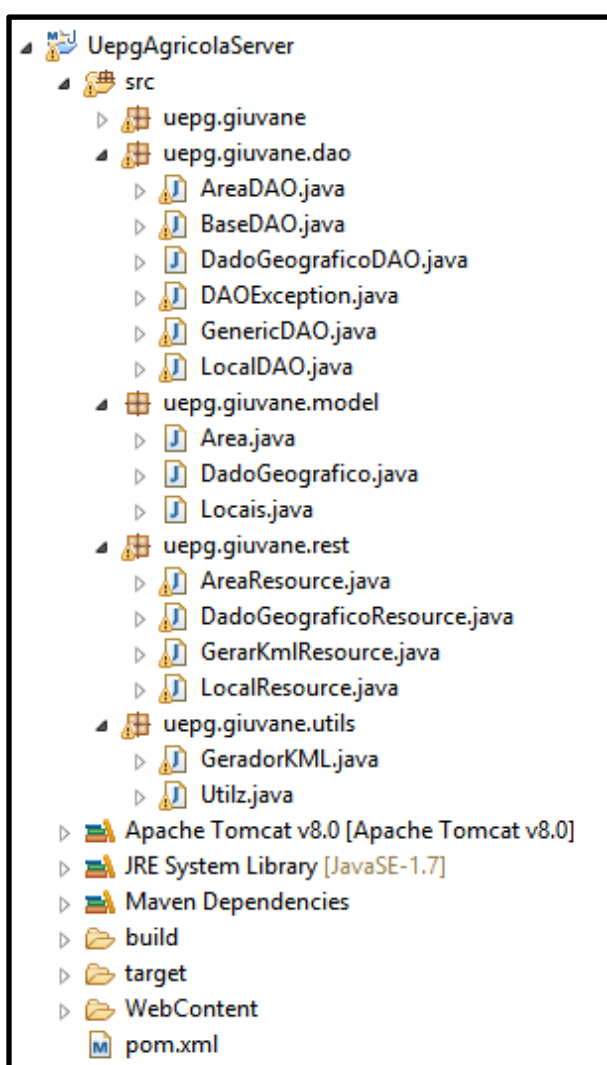 UepgAgricolaServer
src
uepg.giuvane
uepg.giuvane.dao
AreaDAO.java
BaseDAO.java
DadoGeograficoDAO.java
DAOException.java
GenericDAO.java
LocalDAO.java
uepg.giuvane.model
Area.java
DadoGeografico.java
Locais.java
uepg.giuvane.rest
AreaResource.java
DadoGeograficoResource.java
GerarKmlResource.java
LocalResource.java
uepg.giuvane.utils
GeradorKML.java
Utilz.java
Apache Tomcat v8.0 [Apache Tomcat v8.0]
JRE System Library [JavaSE-1.7]
Maven Dependencies
build
target
WebContent
pom.xml